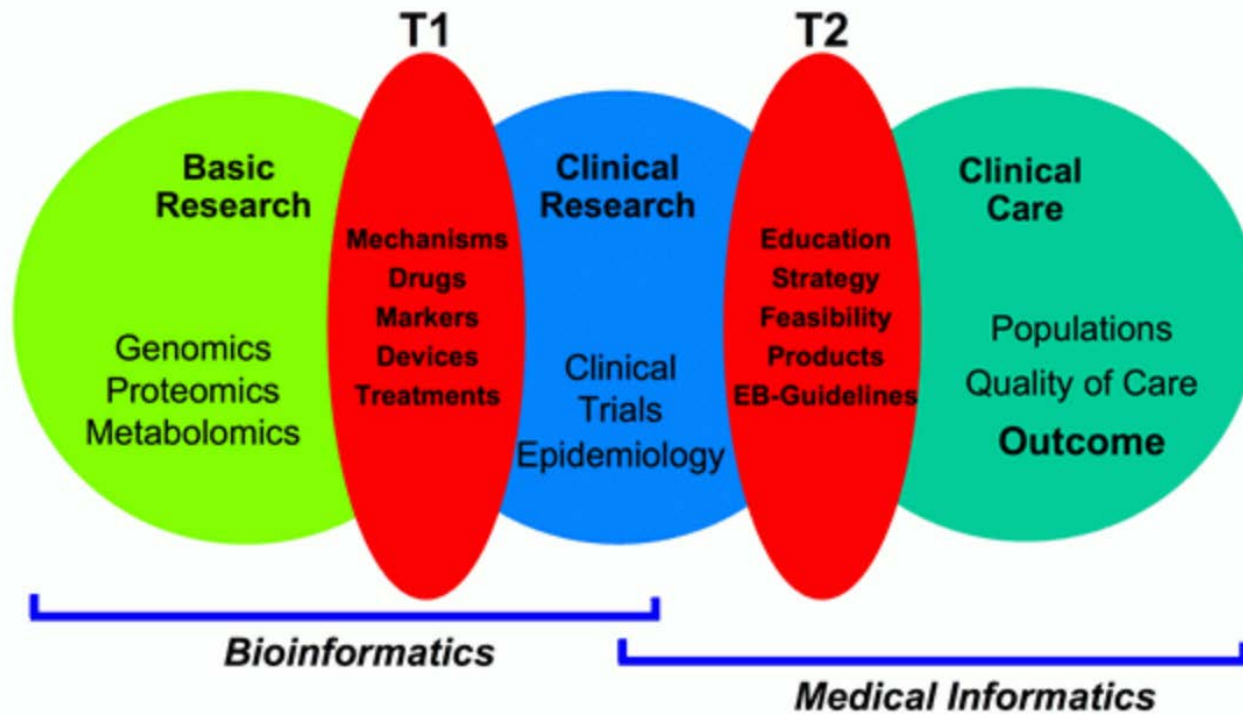 T1
T2
Basic
Research
Genomics
Proteomics
Metabolomics
Mechanisms
Drugs
Markers
Devices
Treatments
Clinical
Research
Clinical
Trials
Epidemiology
Education
Strategy
Feasibility
Products
EB-Guidelines
Clinical
Care
Populations
Quality of Care
Outcome
Bioinformatics
Medical Informatics